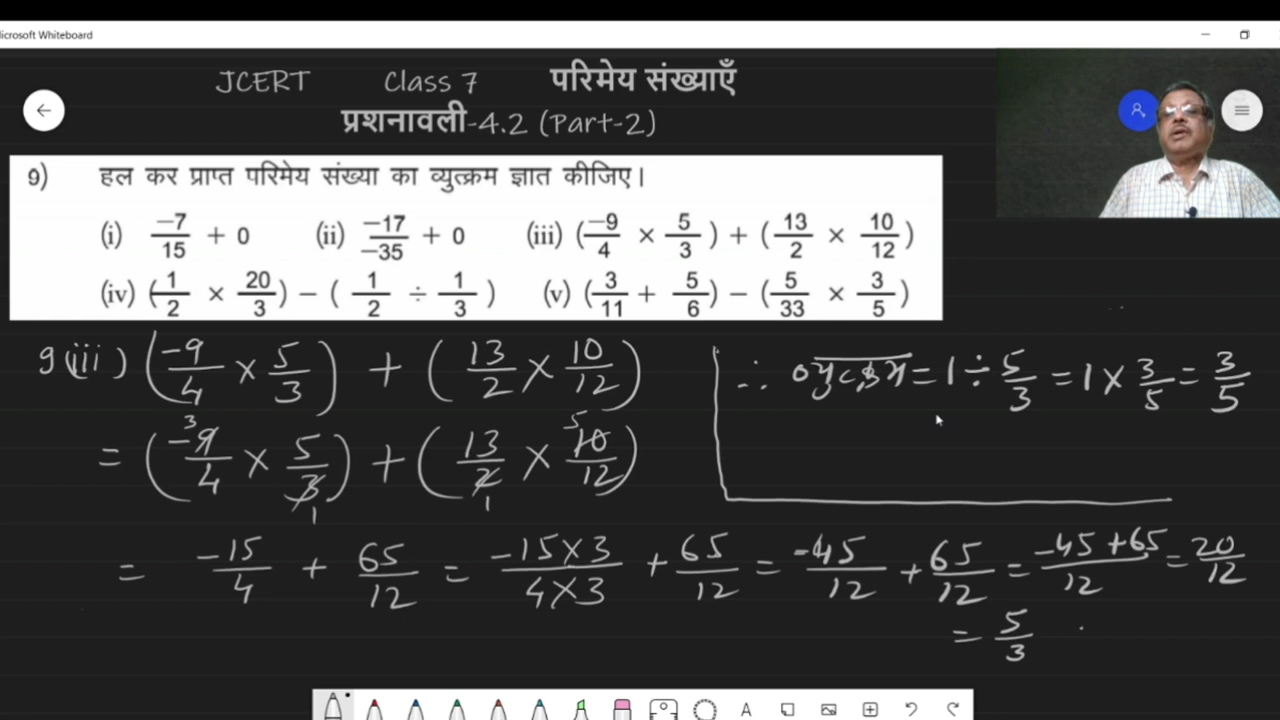 Microsoft Whiteboard
JCERT Class 7 परिमेय संख्याएँ
प्रशनावली-4.2 (Part-2)
9) हल कर प्राप्त परिमेय संख्या का व्युत्क्रम ज्ञात कीजिए।
(i) -7/15 + 0 (ii) -17/-35 + 0 (iii) (-9/4 × 5/3) + (13/2 × 10/12)
(iv) (1/2 × 20/3) - (1/2 ÷ 1/3) (v) (3/11 + 5/6) - (5/33 × 3/5)
9(iii) (-9/4 × 5/3) + (13/2 × 10/12)
= (-9/4 × 5/3) + (13/2 × 10/12)
= -15/4 + 65/12 = -15×3/4×3 + 65/12 = -45/12 + 65/12 = -45+65/12 = 20/12
= 5/3
∴ व्युत्क्रम = 1 ÷ 5/3 = 1 × 3/5 = 3/5